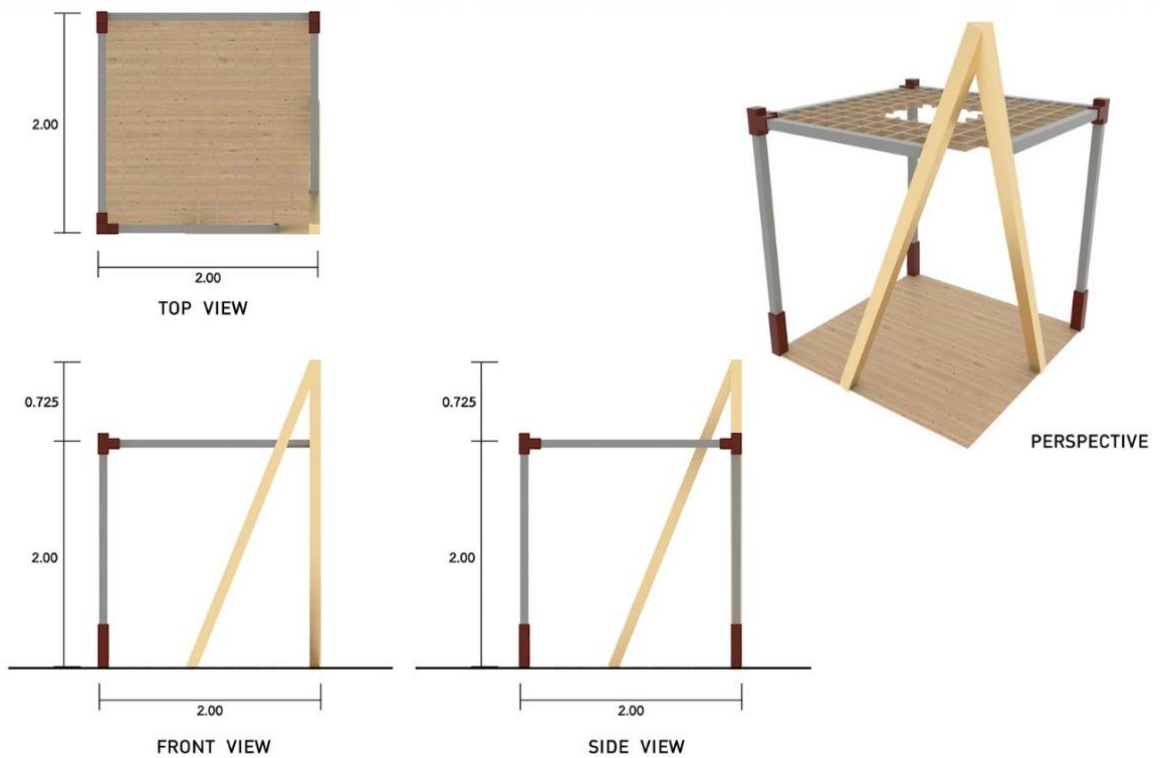 2.00
2.00
TOP VIEW
PERSPECTIVE
0.725
2.00
2.00
FRONT VIEW
0.725
2.00
2.00
SIDE VIEW